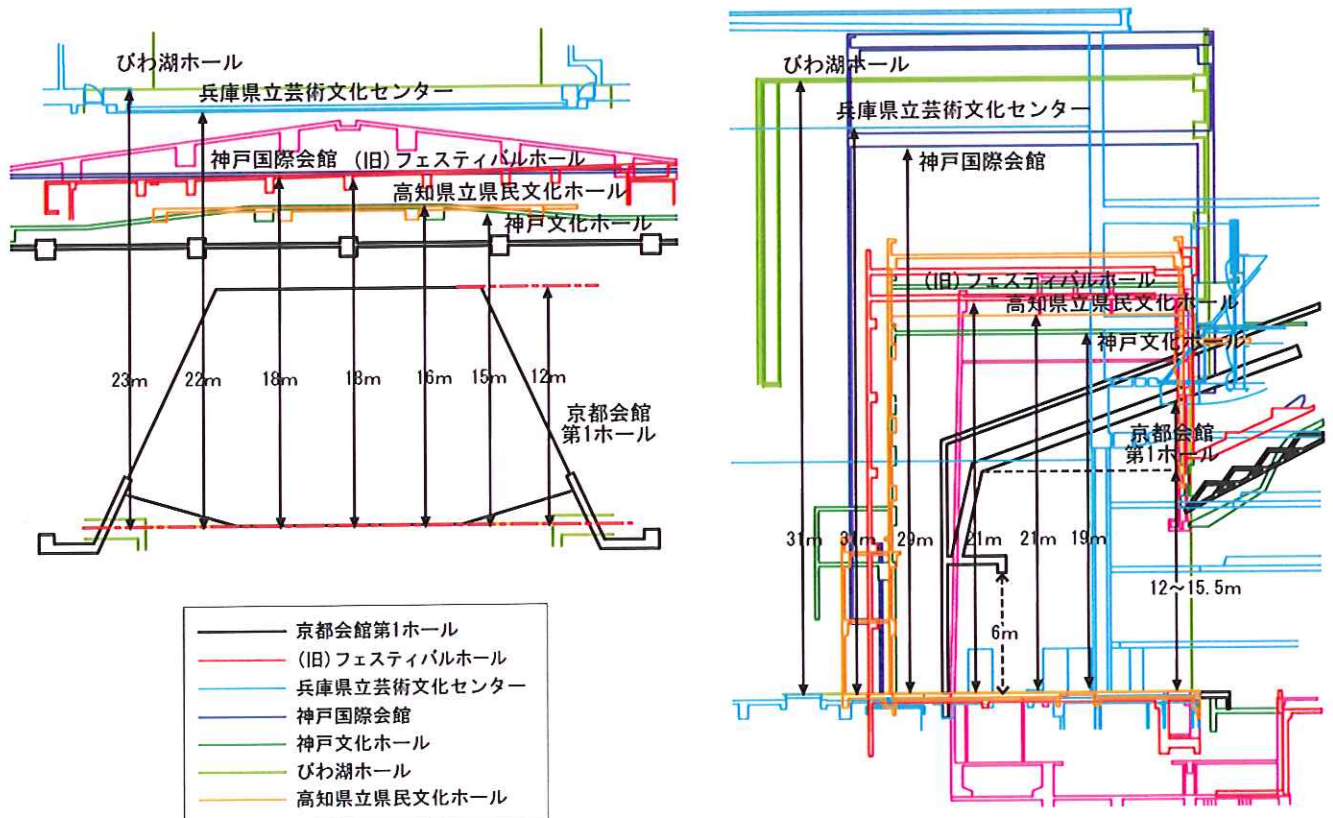 びわ湖ホール
兵庫県立芸術文化センター
神戸国際会館
(旧)フェスティバルホール
高知県立県民文化ホール
神戸文化ホール
23m
22m
18m
18m
16m
15m
12m
京都会館
第1ホール
京都会館第1ホール
(旧)フェスティバルホール
兵庫県立芸術文化センター
神戸国際会館
神戸文化ホール
びわ湖ホール
高知県立県民文化ホール
びわ湖ホール
兵庫県立芸術文化センター
神戸国際会館
(旧)フェスティバルホール
高知県立県民文化ホール
神戸文化ホール
京都会館
第1ホール
31m
31m
29m
21m
21m
19m
12～15.5m
6m